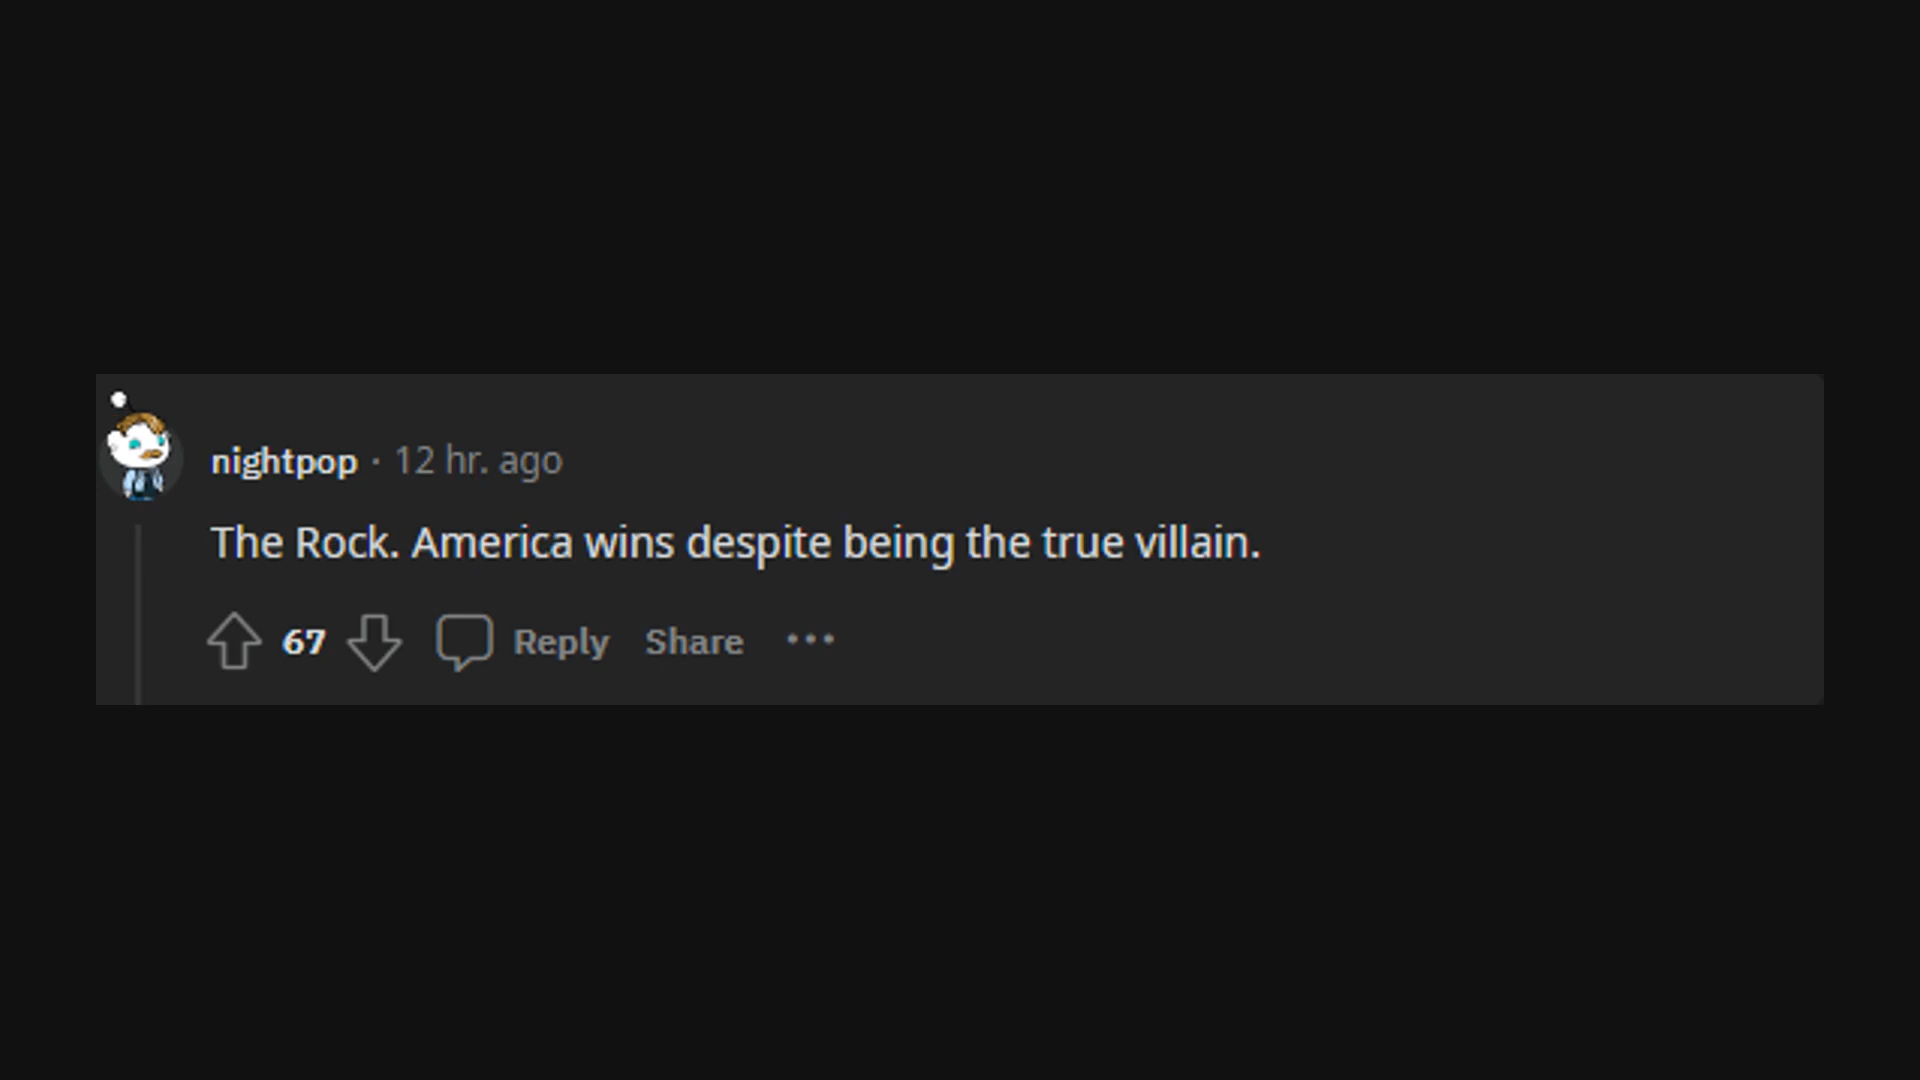 nightpop · 12 hr. ago
The Rock. America wins despite being the true villain.
67 Reply Share ···